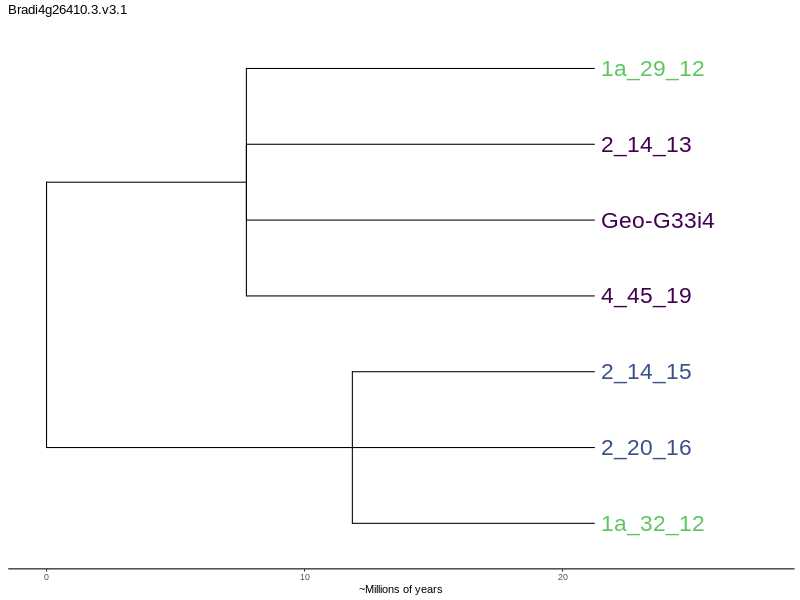 Bradi4g26410.3.v3.1
1a_29_12
2_14_13
Geo-G33i4
4_45_19
2_14_15
2_20_16
1a_32_12
0 10 20
~Millions of years